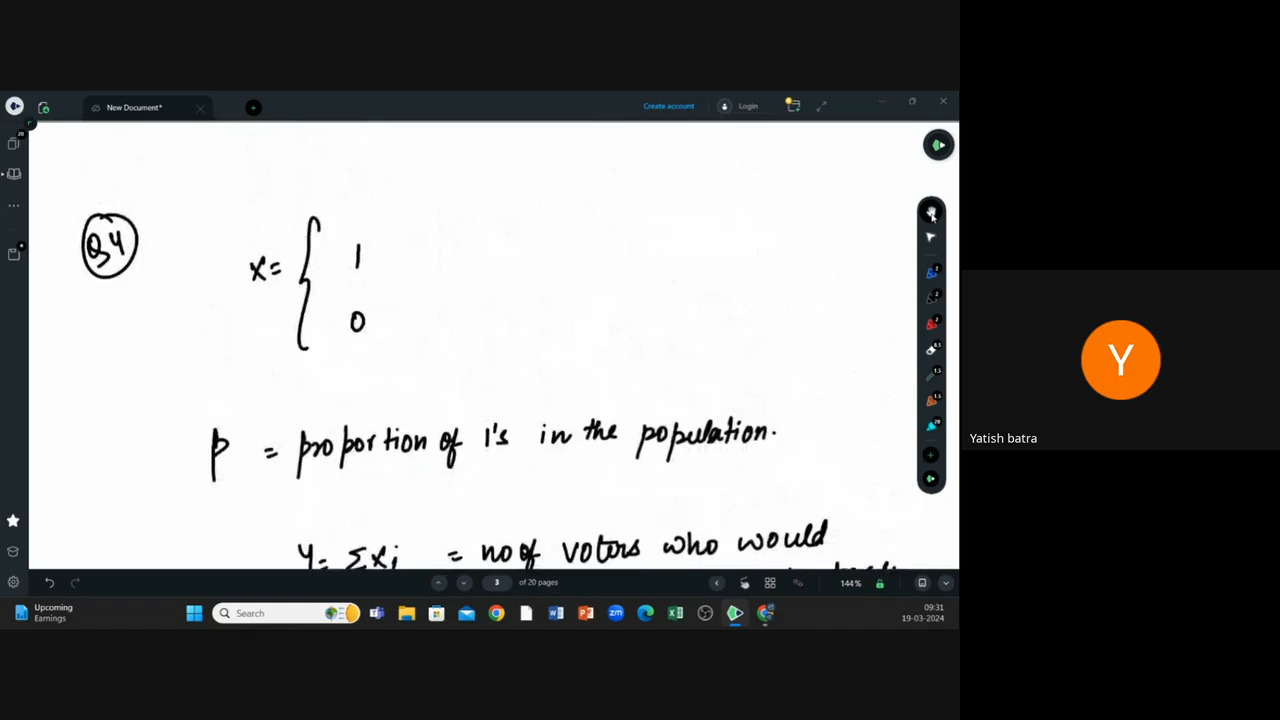 New Document*
Create account
Login
Q4
x = { 1
0
p = proportion of 1's in the population.
Y = Σxi = no of voters who would
Yatish batra
3 of 20 pages
144%
Upcoming
Earnings
Search
09:31
19-03-2024
Y